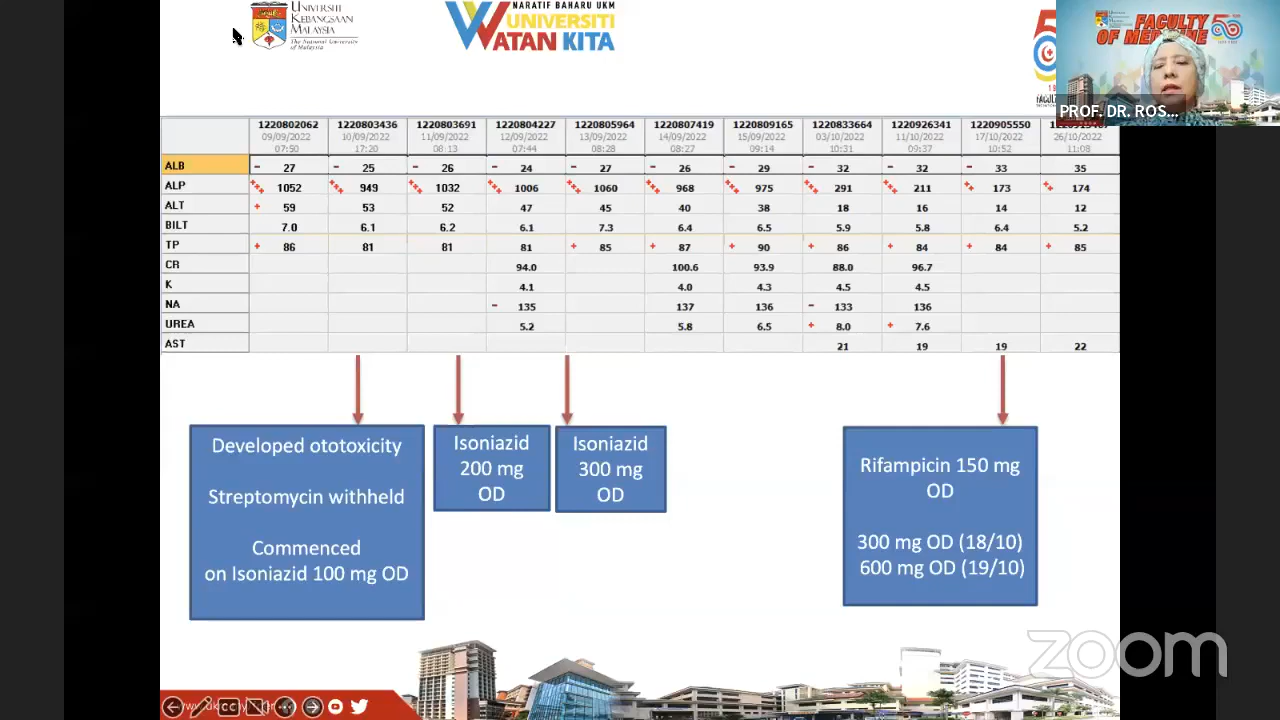 UNIVERSITI
KEBANGSAAN
MALAYSIA
The National University
of Malaysia
NARATIF BAHARU UKM
UNIVERSITI
WATAN KITA
FACULTY
OF MEDICINE
PROF. DR. ROS...
1220802062 1220803436 1220803691 1220804227 1220805964 1220807419 1220809165 1220833664 1220926341 1220905550
09/09/2022 10/09/2022 11/09/2022 12/09/2022 13/09/2022 14/09/2022 15/09/2022 03/10/2022 11/10/2022 17/10/2022 26/10/2022
07:50 17:20 08:13 07:44 08:28 08:27 09:14 10:31 09:37 10:52 11:08
ALB - 27 - 25 - 26 - 24 - 27 - 26 - 29 - 32 - 32 - 33 35
ALP 1052 949 1032 1006 1060 968 975 291 211 173 174
ALT + 59 53 52 47 45 40 38 18 16 14 12
BILT 7.0 6.1 6.2 6.1 7.3 6.4 6.5 5.9 5.8 6.4 5.2
TP + 86 81 81 81 + 85 + 87 + 90 + 86 + 84 + 84 + 85
CR 94.0 100.6 93.9 88.0 96.7
K 4.1 4.0 4.3 4.5 4.5
NA - 135 137 136 - 133 136
UREA 5.2 5.8 6.5 + 8.0 + 7.6
AST 21 19 19 22
Developed ototoxicity
Streptomycin withheld
Commenced
on Isoniazid 100 mg OD
Isoniazid
200 mg
OD
Isoniazid
300 mg
OD
Rifampicin 150 mg
OD
300 mg OD (18/10)
600 mg OD (19/10)
zoom